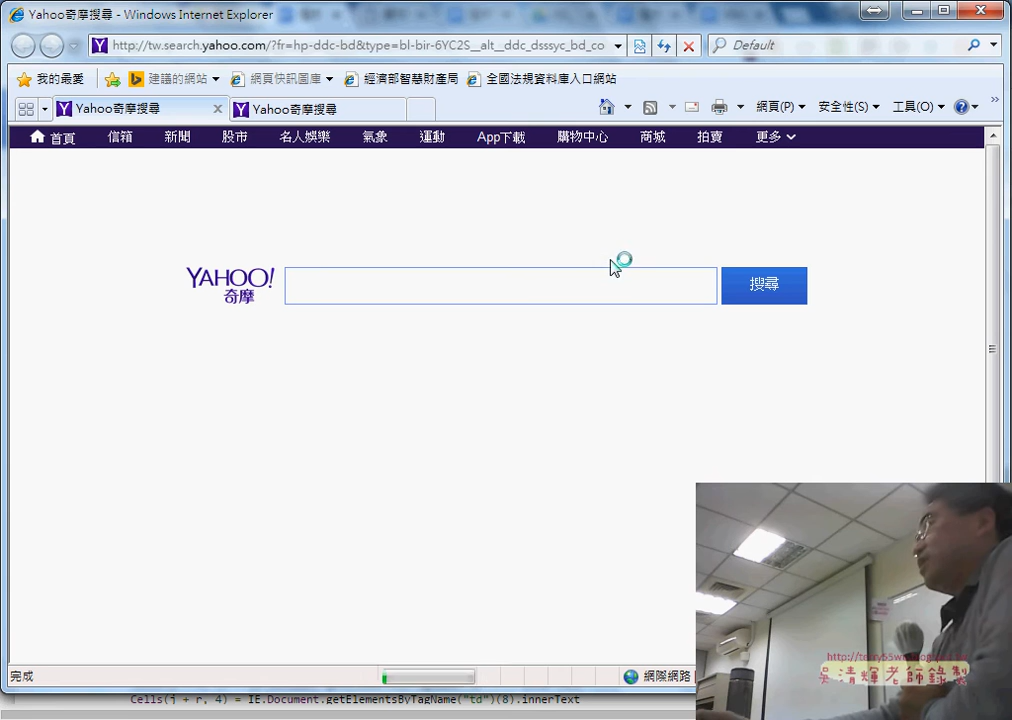 Yahoo奇摩搜尋 - Windows Internet Explorer
http://tw.search.yahoo.com/?fr=hp-ddc-bd&type=bl-bir-6YC2S__alt__ddc_dsssyc_bd_co
Default
我的最愛
建議的網站
網頁快訊圖庫
經濟部智慧財產局
全國法規資料庫入口網站
Yahoo奇摩搜尋
Yahoo奇摩搜尋
網頁(P)
安全性(S)
工具(O)
首頁
信箱
新聞
股市
名人娛樂
氣象
運動
App下載
購物中心
商城
拍賣
更多
YAHOO!
奇摩
搜尋
完成
網際網路
吳清輝老師錄製
Cells(j + r, 4) = IE.Document.getElementsByTagName("td")(8).innerText